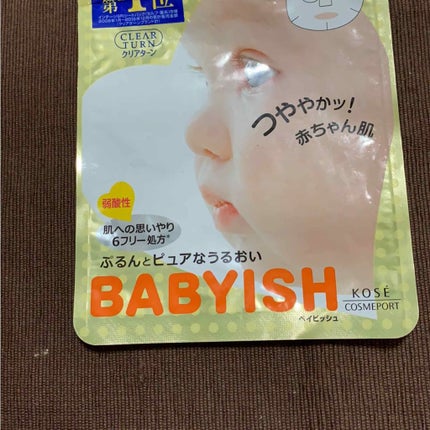 第1位
CLEAR
TURN
クリアターン
つややかッ!
赤ちゃん肌
弱酸性
肌への思いやり
6フリー処方*
ぷるんとピュアなうるおい
BABYISH
ベイビッシュ
KOSÉ
COSMEPORT